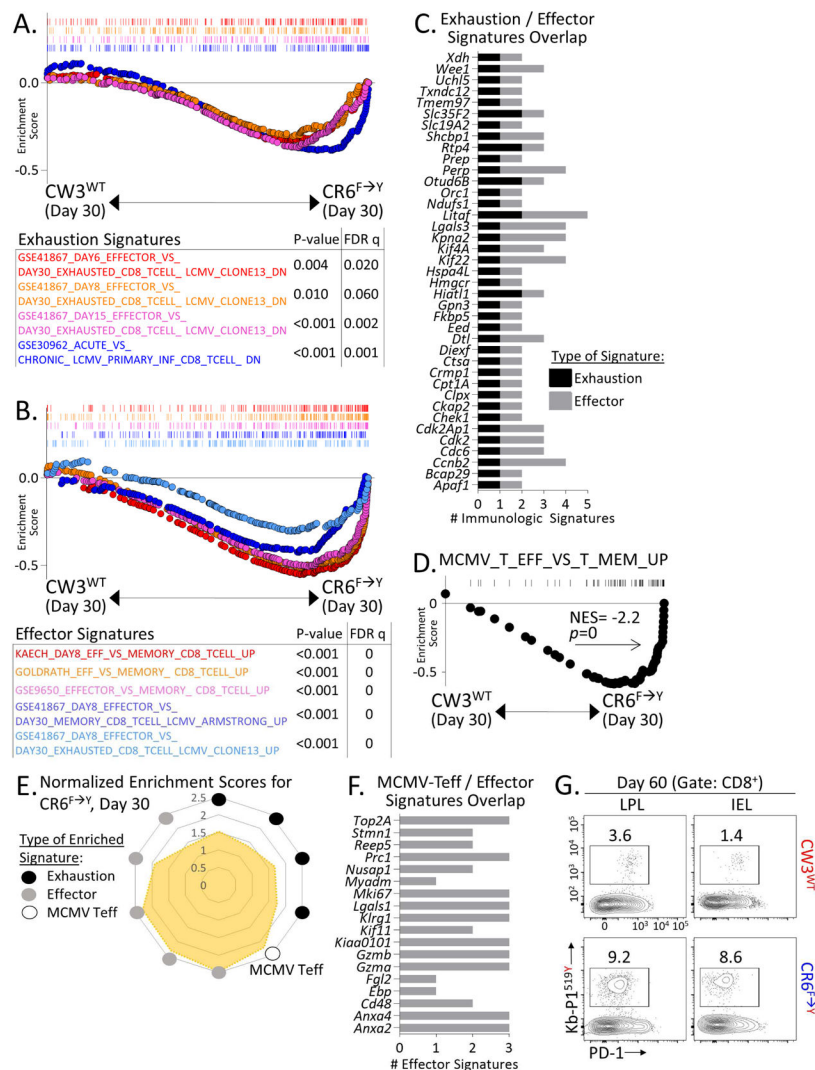 A.
0.0
-0.5
Enrichment
Score
CW3WT
(Day 30)
CR6F→Y
(Day 30)
Exhaustion Signatures P-value FDR q
GSE41867_DAY6_EFFECTOR_VS_
DAY30_EXHAUSTED_CD8_TCELL_ LCMV_CLONE13_DN 0.004 0.020
GSE41867_DAY8_EFFECTOR_VS_
DAY30_EXHAUSTED_CD8_TCELL_ LCMV_CLONE13_DN 0.010 0.060
GSE41867_DAY15_EFFECTOR_VS_
DAY30_EXHAUSTED_CD8_TCELL_ LCMV_CLONE13_DN <0.001 0.002
GSE30962_ACUTE_VS_
CHRONIC_ LCMV_PRIMARY_INF_CD8_TCELL_ DN <0.001 0.001
B.
0.0
-0.5
Enrichment
Score
CW3WT
(Day 30)
CR6F→Y
(Day 30)
Effector Signatures P-value FDR q
KAECH_DAY8_EFF_VS_MEMORY_CD8_TCELL_UP <0.001 0
GOLDRATH_EFF_VS_MEMORY_ CD8_TCELL_UP <0.001 0
GSE9650_EFFECTOR_VS_MEMORY_ CD8_TCELL_UP <0.001 0
GSE41867_DAY8_EFFECTOR_VS_
DAY30_MEMORY_CD8_TCELL_LCMV_ARMSTRONG_UP <0.001 0
GSE41867_DAY8_EFFECTOR_VS_
DAY30_EXHAUSTED_CD8_TCELL_LCMV_CLONE13_UP <0.001 0
C. Exhaustion / Effector
Signatures Overlap
Xdh
Wee1
Uchl5
Txndc12
Tmem97
Slc35F2
Slc19A2
Shcbp1
Rtp4
Prep
Perp
Otud6B
Orc1
Ndufs1
Litaf
Lgals3
Kpna2
Kif4A
Kif22
Hspa4L
Hmgcr
Hiatl1
Gpn3
Fkbp5
Eed
Dtl
Diexf
Ctsa
Crmp1
Cpt1A
Clpx
Ckap2
Chek1
Cdk2Ap1
Cdk2
Cdc6
Ccnb2
Bcap29
Apaf1
Type of Signature:
Exhaustion
Effector
0 1 2 3 4 5
# Immunologic Signatures
D. MCMV_T_EFF_VS_T_MEM_UP
0
-0.5
Enrichment
Score
NES= -2.2
p=0
CW3WT
(Day 30)
CR6F→Y
(Day 30)
E. Normalized Enrichment Scores for
CR6F→Y, Day 30
Type of Enriched
Signature:
Exhaustion
Effector
MCMV Teff
2.5
2
1.5
1
0.5
0
MCMV Teff
F. MCMV-Teff / Effector
Signatures Overlap
Top2A
Stmn1
Reep5
Prc1
Nusap1
Myadm
Mki67
Lgals1
Klrg1
Kif11
Kiaa0101
Gzmb
Gzma
Fgl2
Ebp
Cd48
Anxa4
Anxa2
0 1 2 3
# Effector Signatures
G. Day 60 (Gate: CD8+)
LPL IEL
10⁵
10⁴
10³
10²
3.6
1.4
0 10³ 10⁴ 10⁵
CW3WT
9.2
8.6
CR6F→Y
Kb-P1519Y
PD-1